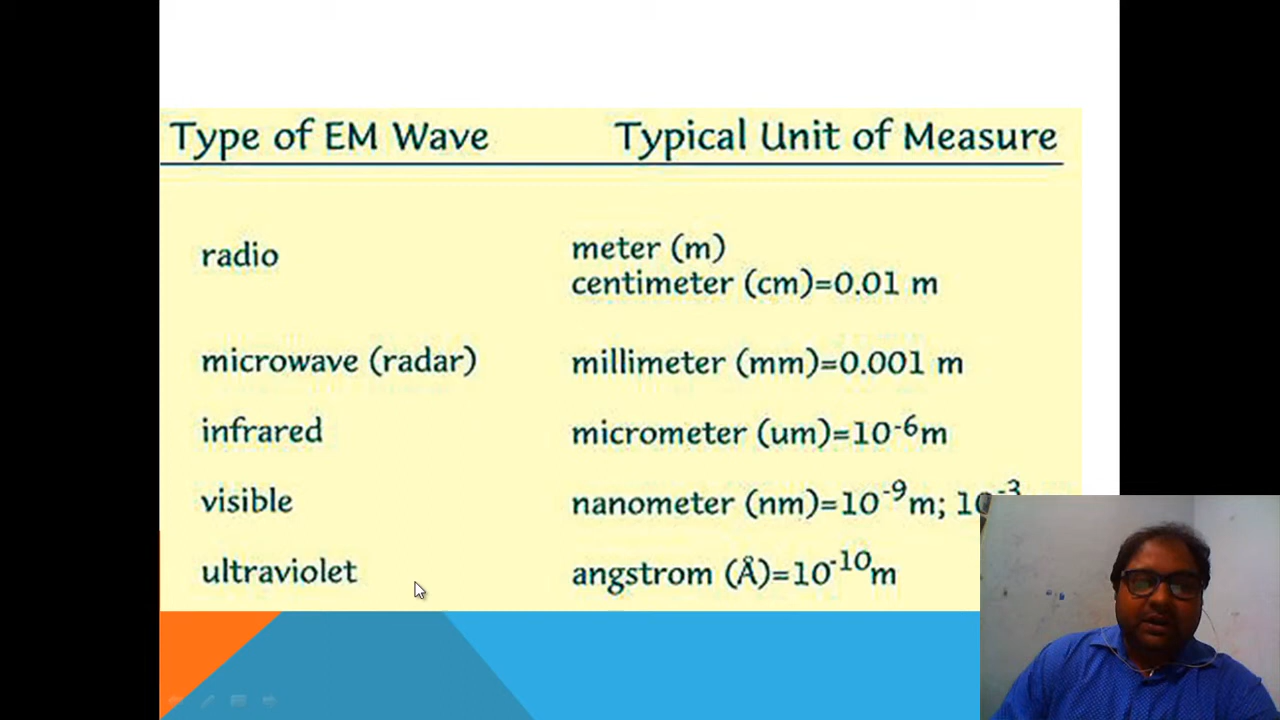 Type of EM Wave Typical Unit of Measure
radio meter (m)
centimeter (cm)=0.01 m
microwave (radar) millimeter (mm)=0.001 m
infrared micrometer (um)=10⁻⁶m
visible nanometer (nm)=10⁻⁹m; 10⁻³
ultraviolet angstrom (Å)=10⁻¹⁰m